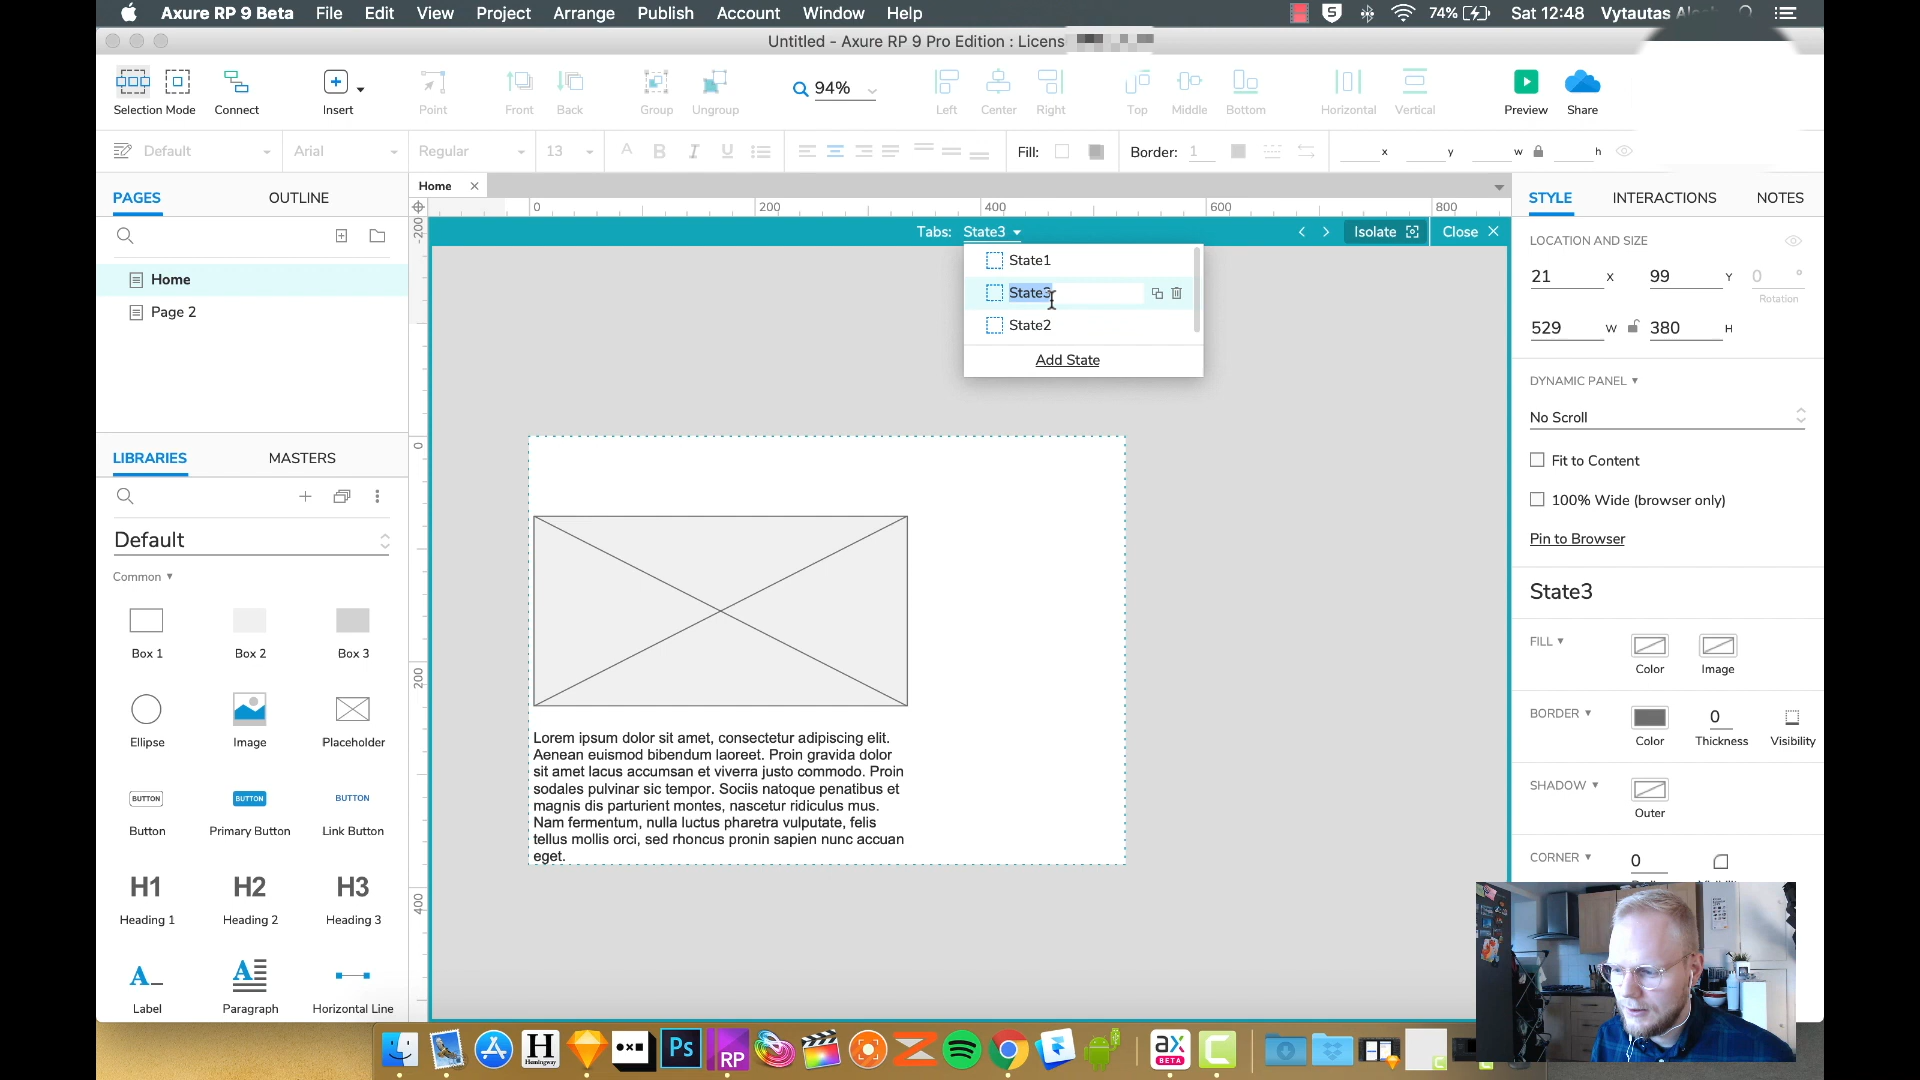 Axure RP 9 Beta File Edit View Project Arrange Publish Account Window Help S 74% Sat 12:48 Vytautas
Untitled - Axure RP 9 Pro Edition : Licens
94%
Selection Mode Connect Insert Point Front Back Group Ungroup Left Center Right Top Middle Bottom Horizontal Vertical Preview Share
Default Arial Regular 13 A B I U Fill: Border: 1 x y w h
PAGES OUTLINE
Home
0 200 400 600 800
STYLE INTERACTIONS NOTES
Tabs: State3 Isolate Close
State1
State3
State2
Add State
Home
Page 2
-200
0
200
400
LIBRARIES MASTERS
Default
Common
Box 1 Box 2 Box 3
Ellipse Image Placeholder
BUTTON BUTTON BUTTON
Button Primary Button Link Button
H1 H2 H3
Heading 1 Heading 2 Heading 3
A A
Label Paragraph Horizontal Line
Lorem ipsum dolor sit amet, consectetur adipiscing elit.
Aenean euismod bibendum laoreet. Proin gravida dolor
sit amet lacus accumsan et viverra justo commodo. Proin
sodales pulvinar sic tempor. Sociis natoque penatibus et
magnis dis parturient montes, nascetur ridiculus mus.
Nam fermentum, nulla luctus pharetra vulputate, felis
tellus mollis orci, sed rhoncus pronin sapien nunc accuan
eget.
LOCATION AND SIZE
21 X 99 Y 0 °
Rotation
529 W 380 H
DYNAMIC PANEL
No Scroll
Fit to Content
100% Wide (browser only)
Pin to Browser
State3
FILL
Color Image
BORDER 0
Color Thickness Visibility
SHADOW
Outer
CORNER 0
H
Hemingway
Ps
RP
aX
BETA
C